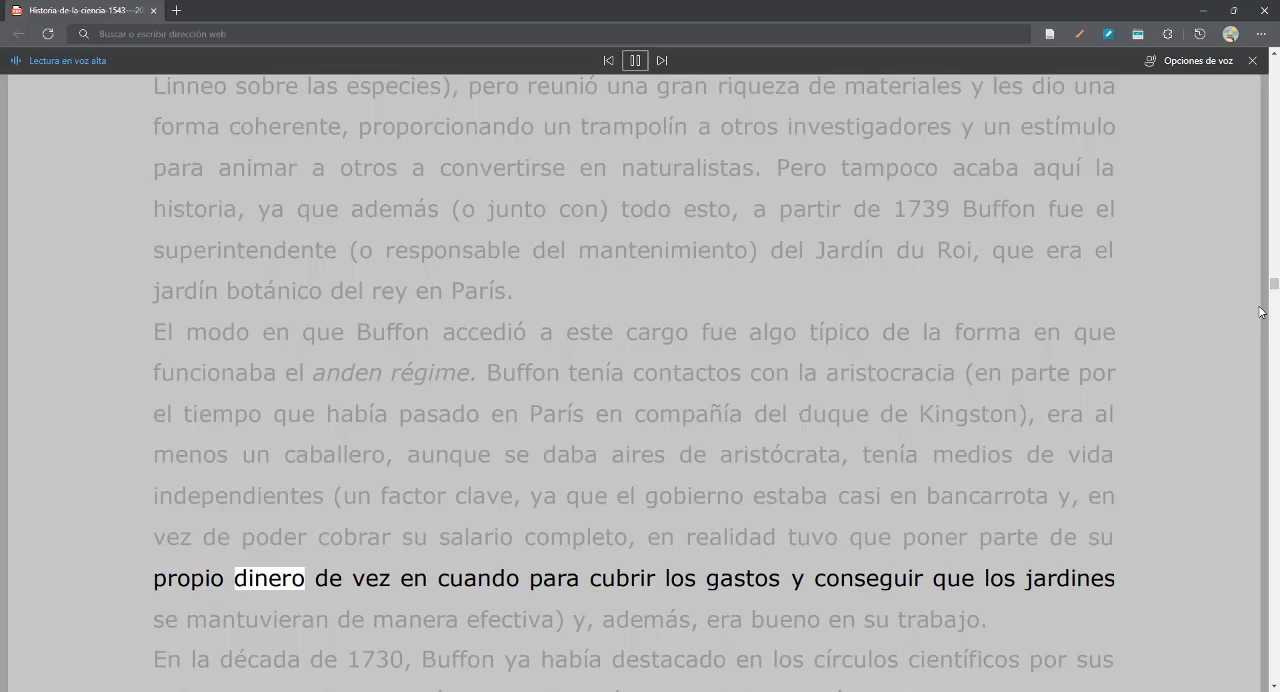 Historia-de-la-ciencia-1543---20
Buscar o escribir dirección web
Lectura en voz alta
Opciones de voz
Linneo sobre las especies), pero reunió una gran riqueza de materiales y les dio una
forma coherente, proporcionando un trampolín a otros investigadores y un estímulo
para animar a otros a convertirse en naturalistas. Pero tampoco acaba aquí la
historia, ya que además (o junto con) todo esto, a partir de 1739 Buffon fue el
superintendente (o responsable del mantenimiento) del Jardín du Roi, que era el
jardín botánico del rey en París.
El modo en que Buffon accedió a este cargo fue algo típico de la forma en que
funcionaba el anden régime. Buffon tenía contactos con la aristocracia (en parte por
el tiempo que había pasado en París en compañía del duque de Kingston), era al
menos un caballero, aunque se daba aires de aristócrata, tenía medios de vida
independientes (un factor clave, ya que el gobierno estaba casi en bancarrota y, en
vez de poder cobrar su salario completo, en realidad tuvo que poner parte de su
propio dinero de vez en cuando para cubrir los gastos y conseguir que los jardines
se mantuvieran de manera efectiva) y, además, era bueno en su trabajo.
En la década de 1730, Buffon ya había destacado en los círculos científicos por sus